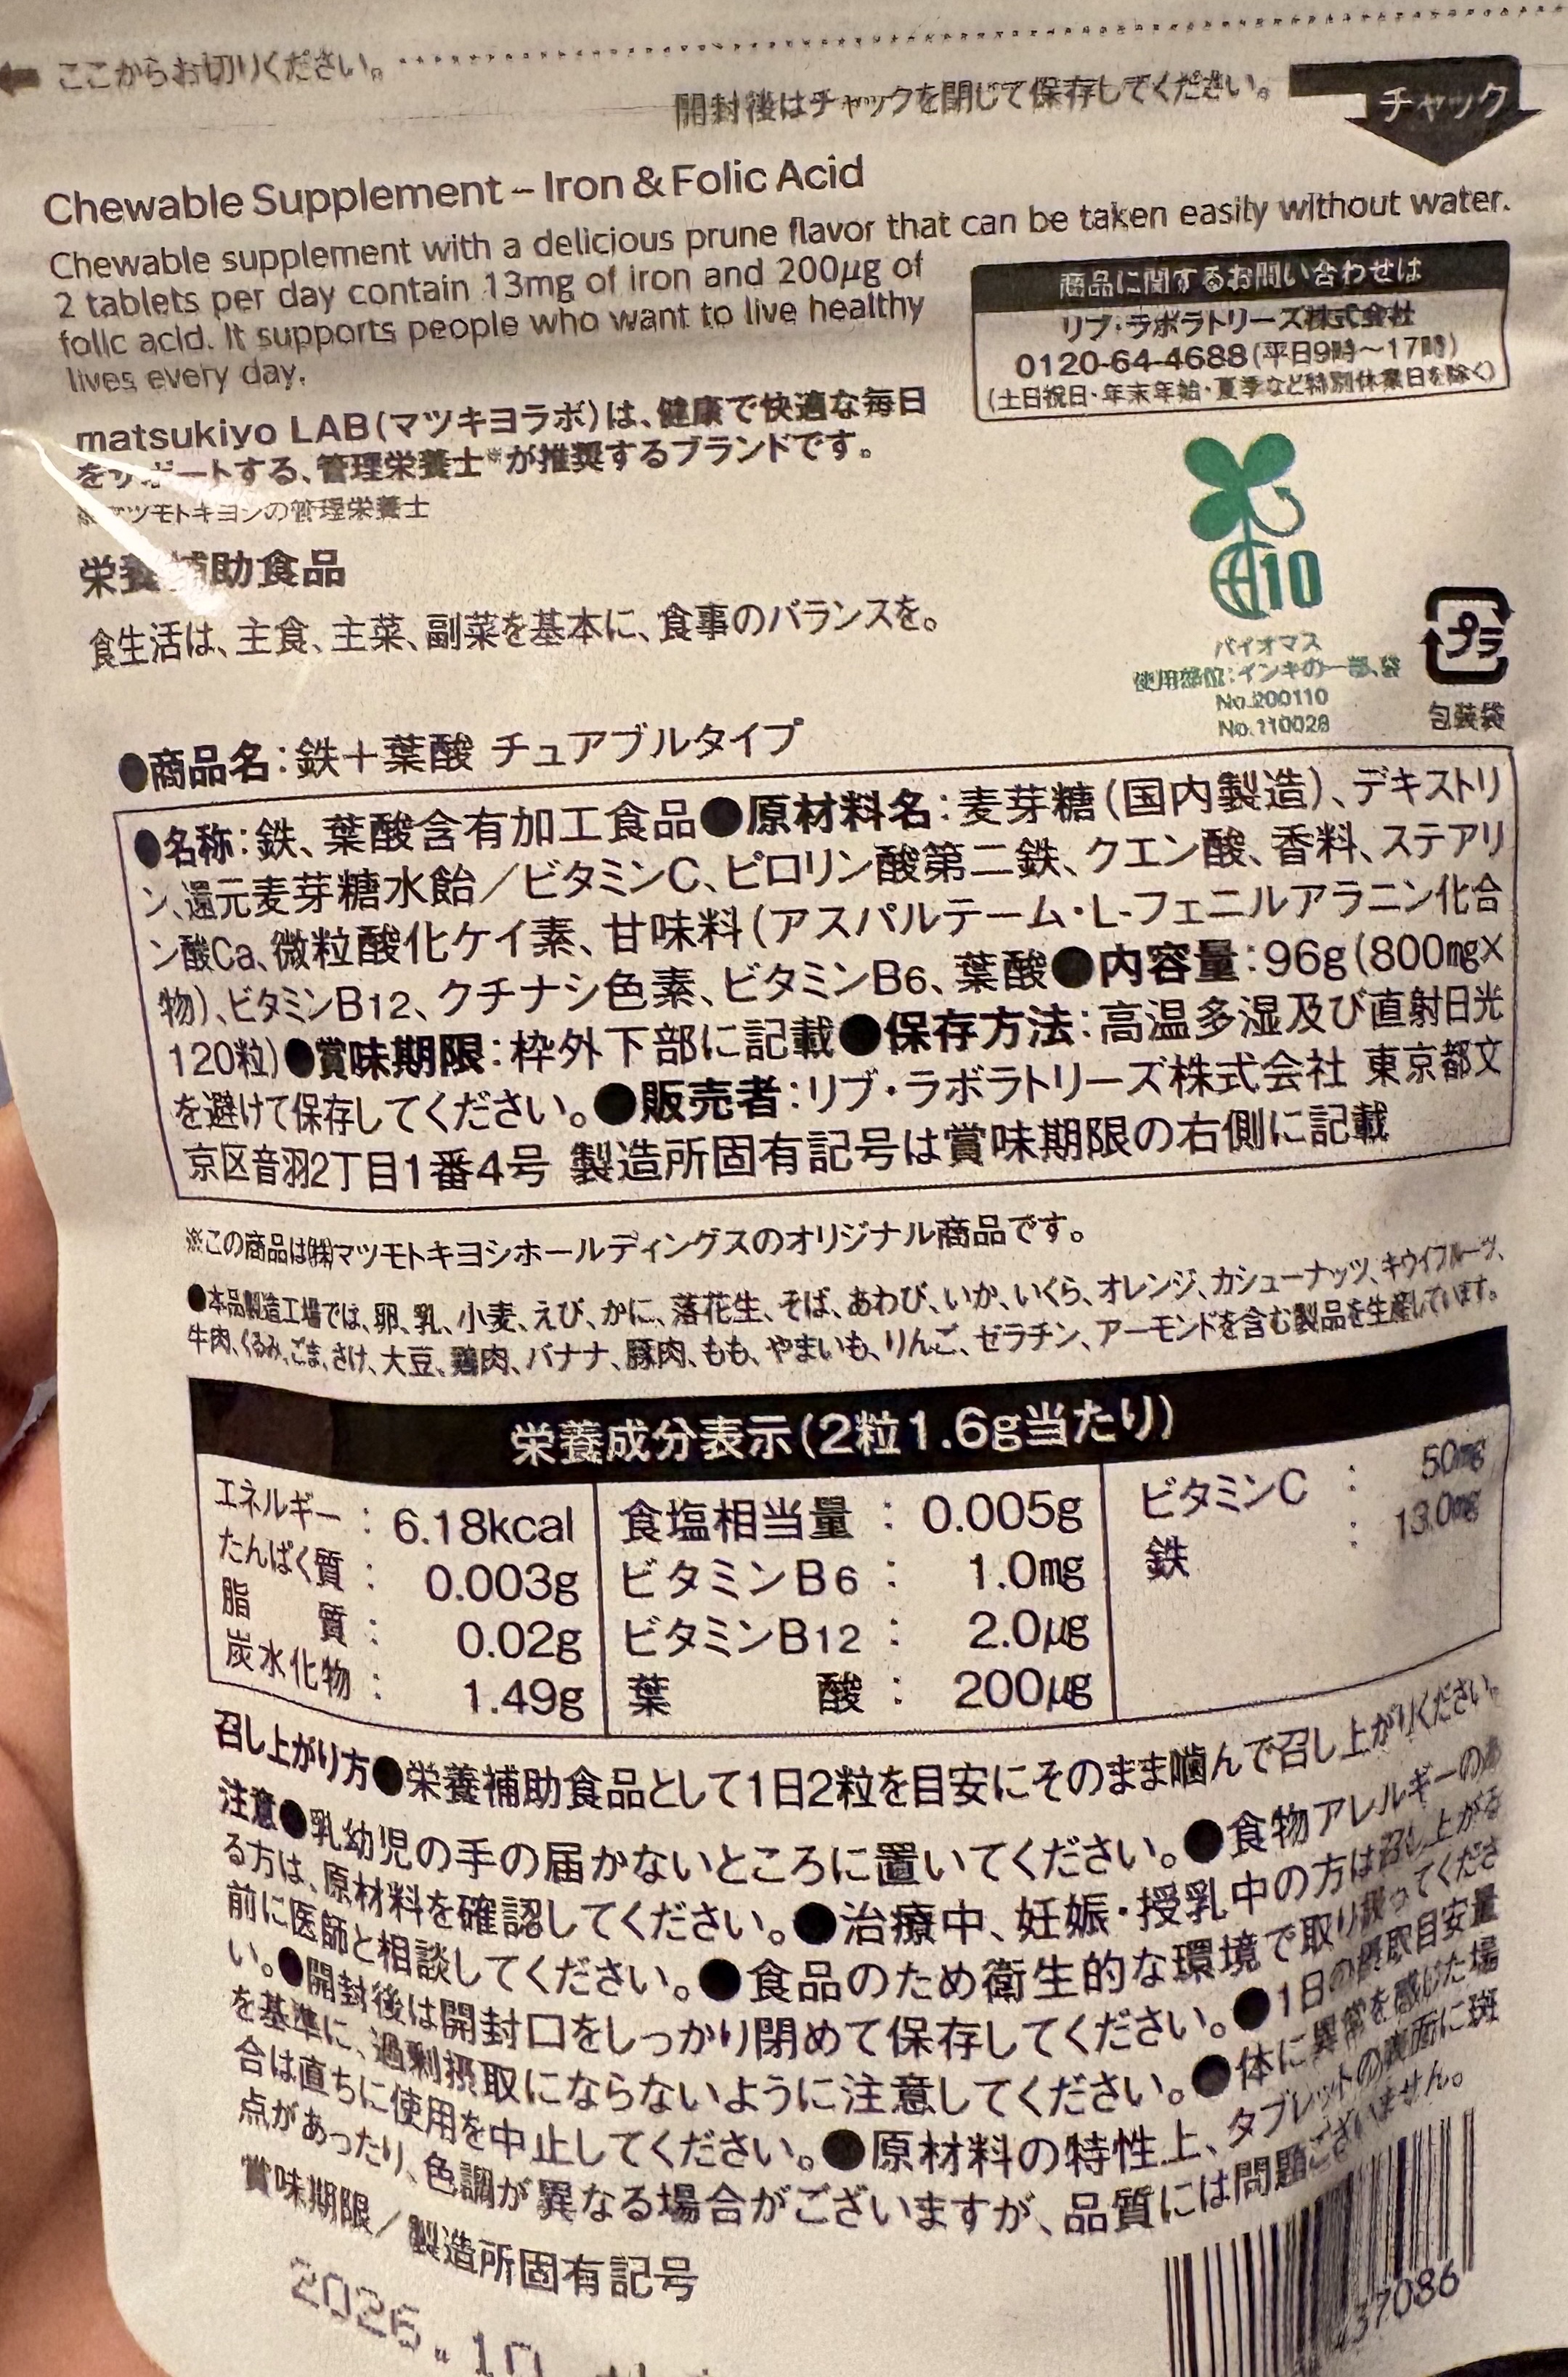 ここからお切りください。
開封後はチャックを閉じて保存してください。
チャック
Chewable Supplement – Iron & Folic Acid
Chewable supplement with a delicious prune flavor that can be taken easily without water.
2 tablets per day contain 13mg of iron and 200μg of
folic acid. It supports people who want to live healthy
lives every day.
商品に関するお問い合わせは
リブ・ラボラトリーズ株式会社
0120-64-4688(平日9時〜17時)
(土日祝日・年末年始・夏季など特別休業日を除く)
matsukiyo LAB(マツキヨラボ)は、健康で快適な毎日
をサポートする、管理栄養士※が推奨するブランドです。
※マツモトキヨシの管理栄養士
栄養補助食品
食生活は、主食、主菜、副菜を基本に、食事のバランスを。
10
バイオマス
使用部位:インキの一部、袋
No.200110
No.110028
プラ
包装袋
●商品名:鉄+葉酸 チュアブルタイプ
●名称:鉄、葉酸含有加工食品●原材料名:麦芽糖(国内製造)、デキストリ
ン、還元麦芽糖水飴/ビタミンC、ピロリン酸第二鉄、クエン酸、香料、ステアリ
ン酸Ca、微粒酸化ケイ素、甘味料(アスパルテーム・L-フェニルアラニン化合
物)、ビタミンB12、クチナシ色素、ビタミンB6、葉酸●内容量:96g(800mg×
120粒)●賞味期限:枠外下部に記載●保存方法:高温多湿及び直射日光
を避けて保存してください。●販売者:リブ・ラボラトリーズ株式会社 東京都文
京区音羽2丁目1番4号 製造所固有記号は賞味期限の右側に記載
※この商品は㈱マツモトキヨシホールディングスのオリジナル商品です。
●本品製造工場では、卵、乳、小麦、えび、かに、落花生、そば、あわび、いか、いくら、オレンジ、カシューナッツ、キウイフルーツ、
牛肉、くるみ、ごま、さけ、大豆、鶏肉、バナナ、豚肉、もも、やまいも、りんご、ゼラチン、アーモンドを含む製品を生産しています。
栄養成分表示(2粒1.6g当たり)
エネルギー : 6.18kcal
たんぱく質 : 0.003g
脂質 : 0.02g
炭水化物 : 1.49g
食塩相当量 : 0.005g
ビタミンB6 : 1.0mg
ビタミンB12 : 2.0μg
葉酸 : 200μg
ビタミンC : 50mg
鉄 : 13.0mg
召し上がり方●栄養補助食品として1日2粒を目安にそのまま噛んで召し上がりください。
注意●乳幼児の手の届かないところに置いてください。●食物アレルギーのあ
る方は、原材料を確認してください。●治療中、妊娠・授乳中の方は召し上がる
前に医師と相談してください。●食品のため衛生的な環境で取り扱ってくださ
い。●開封後は開封口をしっかり閉めて保存してください。●1日の摂取目安量
を基準に、過剰摂取にならないように注意してください。●体に異常を感じた場
合は直ちに使用を中止してください。●原材料の特性上、タブレットの表面に斑
点があったり、色調が異なる場合がございますが、品質には問題ございません。
賞味期限/製造所固有記号
2026.10
437086